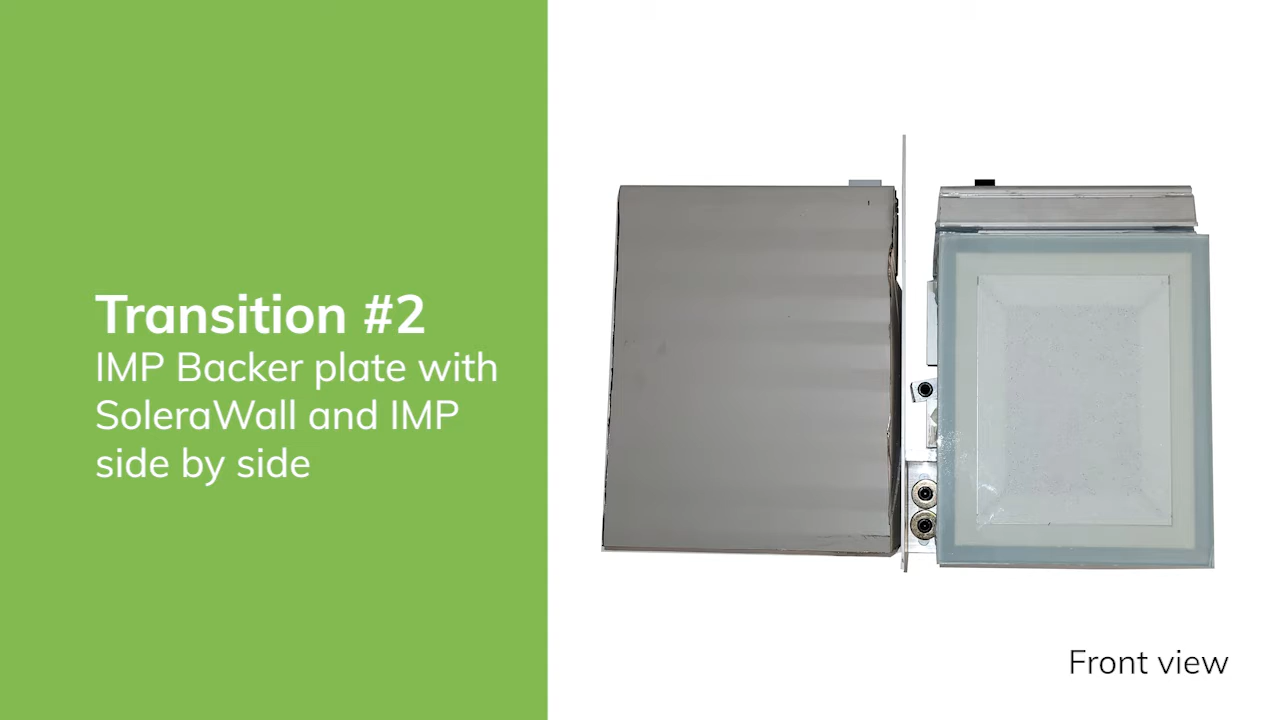 Transition #2
IMP Backer plate with
SoleraWall and IMP
side by side
Front view